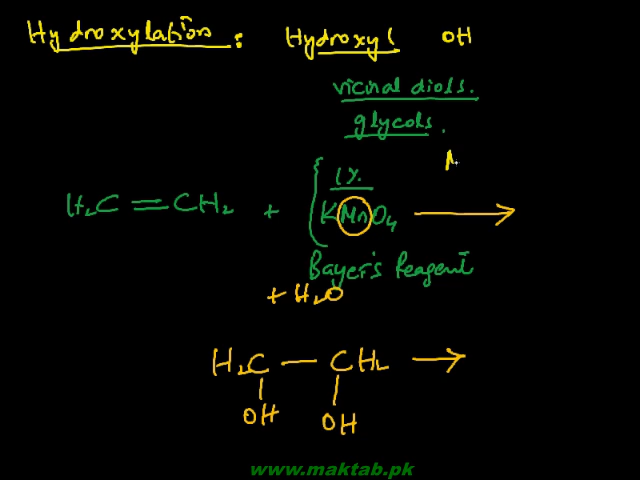 Hydroxylation : Hydroxyl OH
vicinal diols.
glycols.
1%
H₂C = CH₂ + KMnO₄ →
Bayer's Reagent
+ H₂O
H₂C — CH₂ →
OH OH
www.maktab.pk